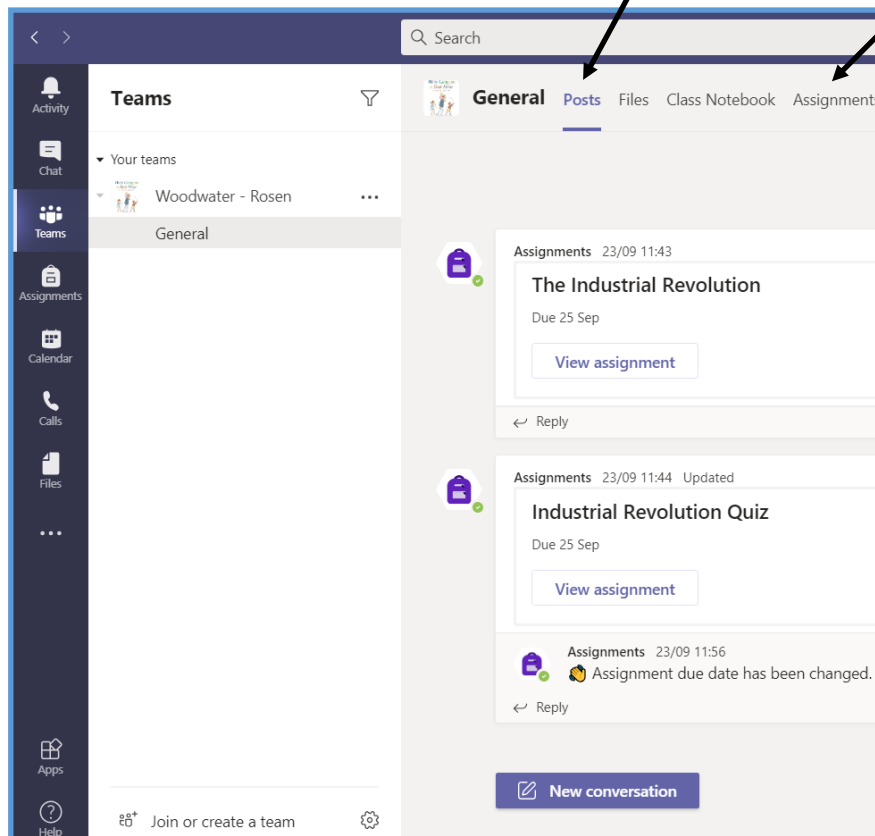 Search
Activity
Chat
Teams
Assignments
Calendar
Calls
Files
Apps
Help
Teams
Your teams
Woodwater - Rosen
General
Join or create a team
General Posts Files Class Notebook Assignments
Assignments 23/09 11:43
The Industrial Revolution
Due 25 Sep
View assignment
Reply
Assignments 23/09 11:44 Updated
Industrial Revolution Quiz
Due 25 Sep
View assignment
Assignments 23/09 11:56
Assignment due date has been changed.
Reply
New conversation